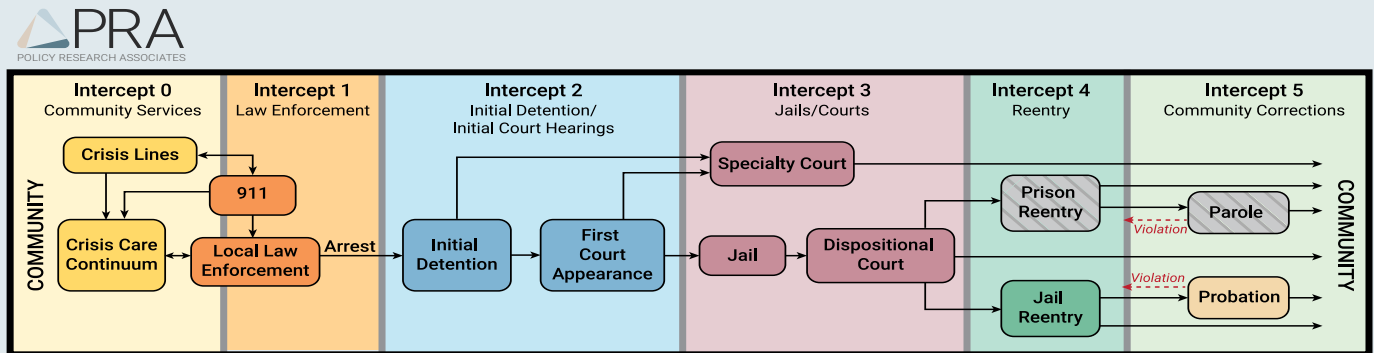 PRA
POLICY RESEARCH ASSOCIATES
Intercept 0
Community Services
Intercept 1
Law Enforcement
Intercept 2
Initial Detention/
Initial Court Hearings
Intercept 3
Jails/Courts
Intercept 4
Reentry
Intercept 5
Community Corrections
COMMUNITY
Crisis Lines
911
Crisis Care
Continuum
Local Law
Enforcement
Arrest
Initial
Detention
First
Court
Appearance
Specialty Court
Jail
Dispositional
Court
Prison
Reentry
Violation
Parole
Jail
Reentry
Violation
Probation
COMMUNITY